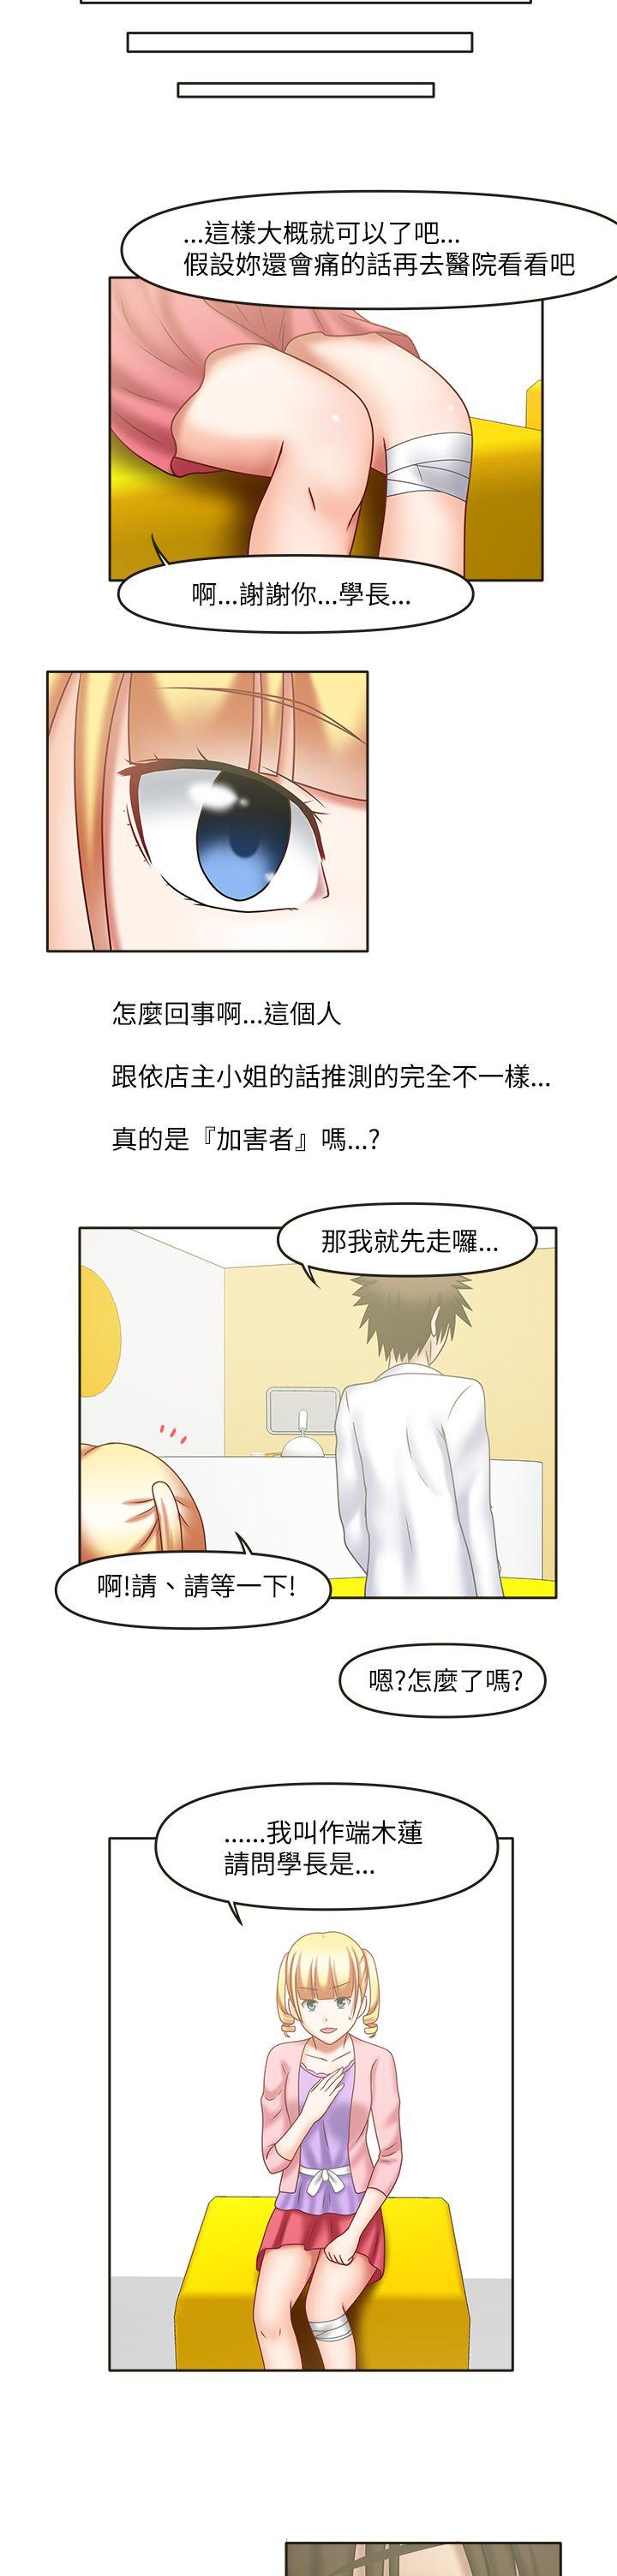 ...這樣大概就可以了吧...
假設妳還會痛的話再去醫院看看吧
啊...謝謝你...學長...
怎麼回事啊...這個人
跟依店主小姐的話推測的完全不一樣...
真的是『加害者』嗎...?
那我就先走囉...
啊!請、請等一下!
嗯?怎麼了嗎?
......我叫作端木蓮
請問學長是...